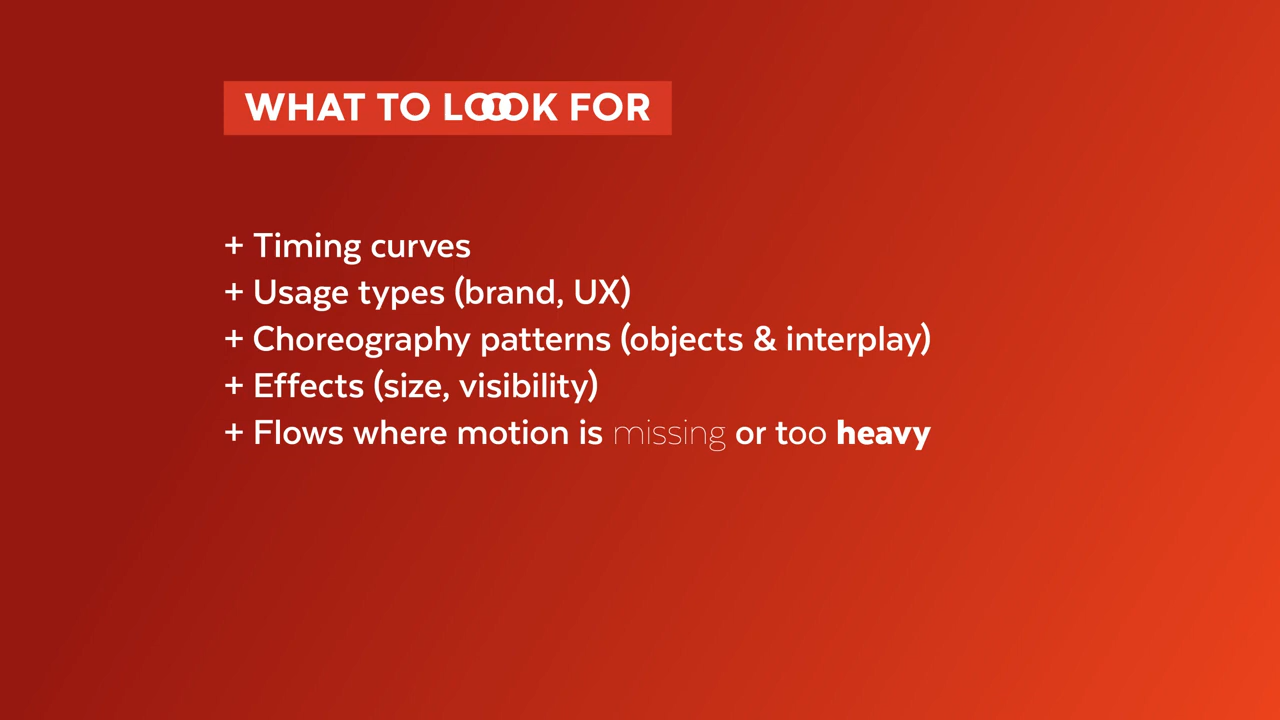 WHAT TO LOOOK FOR
+ Timing curves
+ Usage types (brand, UX)
+ Choreography patterns (objects & interplay)
+ Effects (size, visibility)
+ Flows where motion is missing or too heavy